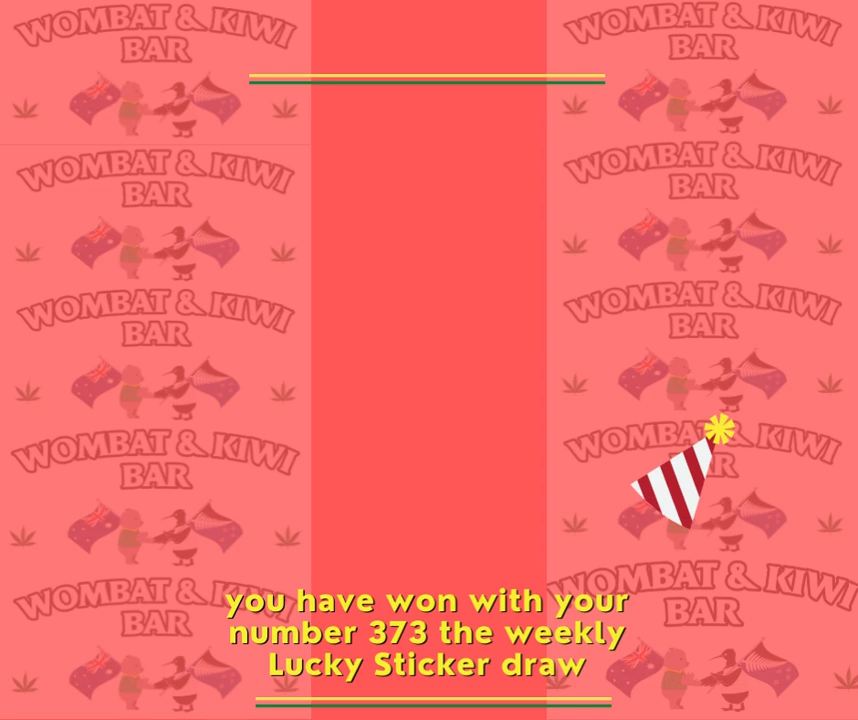 WOMBAT & KIWI
BAR
WOMBAT & KIWI
BAR
WOMBAT & KIWI
BAR
WOMBAT & KIWI
BAR
WOMBAT & KIWI
BAR
WOMBAT & KIWI
BAR
WOMBAT & KIWI
BAR
WOMBAT & KIWI
BAR
WOMBAT & KIWI
BAR
WOMBAT & KIWI
BAR
you have won with your
number 373 the weekly
Lucky Sticker draw